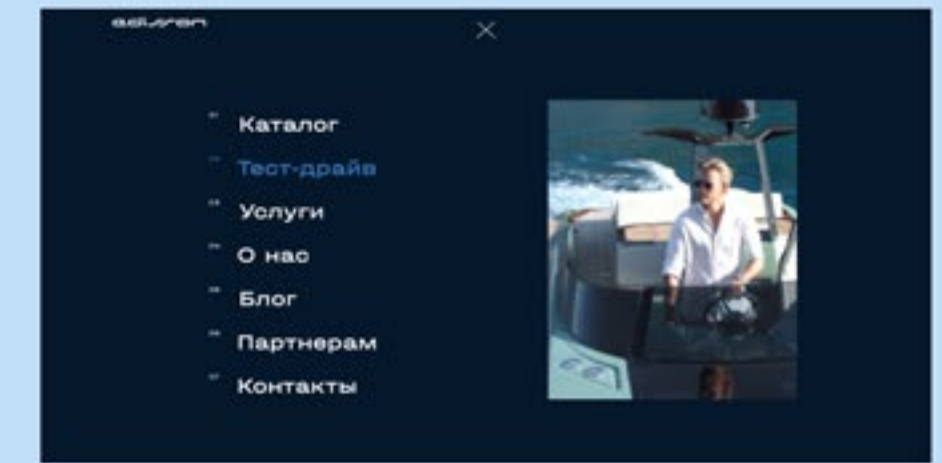 Каталог
Тест-драйв
Услуги
О нас
Блог
Партнерам
Контакты